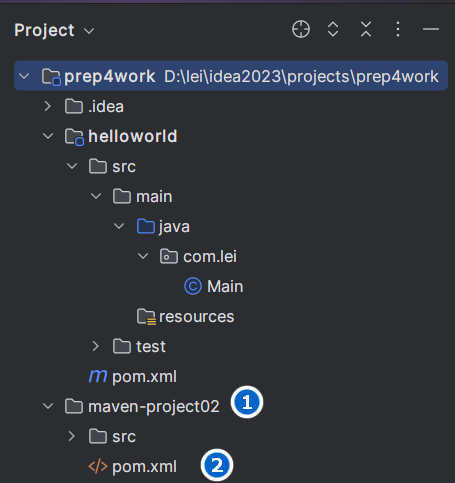 Project
prep4work D:\lei\idea2023\projects\prep4work
.idea
helloworld
src
main
java
com.lei
C Main
resources
test
m pom.xml
maven-project02 1
src
</> pom.xml 2